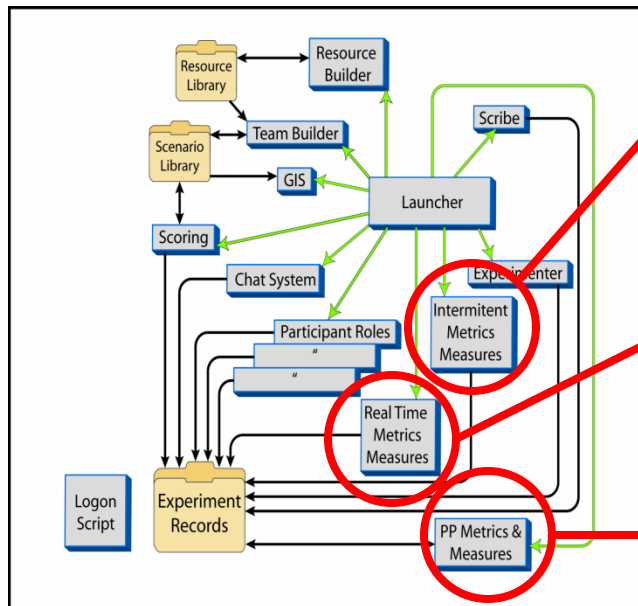 Resource
Library
Resource
Builder
Scribe
Team Builder
Scenario
Library
GIS
Launcher
Scoring
Chat System
Experimenter
Intermitent
Metrics
Measures
Participant Roles
“
“
Real Time
Metrics
Measures
Logon
Script
Experiment
Records
PP Metrics &
Measures